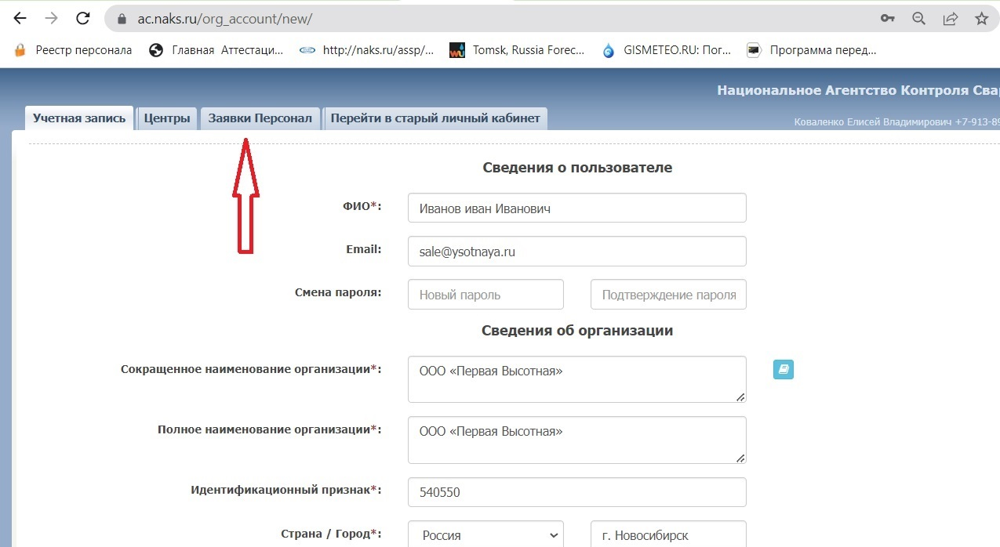 ac.naks.ru/org_account/new/
Реестр персонала Главная Аттестаци... http://naks.ru/assp/... Tomsk, Russia Forec... GISMETEO.RU: Пог... Программа перед...
Национальное Агентство Контроля Сва
Учетная запись Центры Заявки Персонал Перейти в старый личный кабинет
Коваленко Елисей Владимирович +7-913-89
Сведения о пользователе
ФИО*: Иванов иван Иванович
Email: sale@ysotnaya.ru
Смена пароля: Новый пароль Подтверждение пароля
Сведения об организации
Сокращенное наименование организации*: ООО «Первая Высотная»
Полное наименование организации*: ООО «Первая Высотная»
Идентификационный признак*: 540550
Страна / Город*: Россия г. Новосибирск